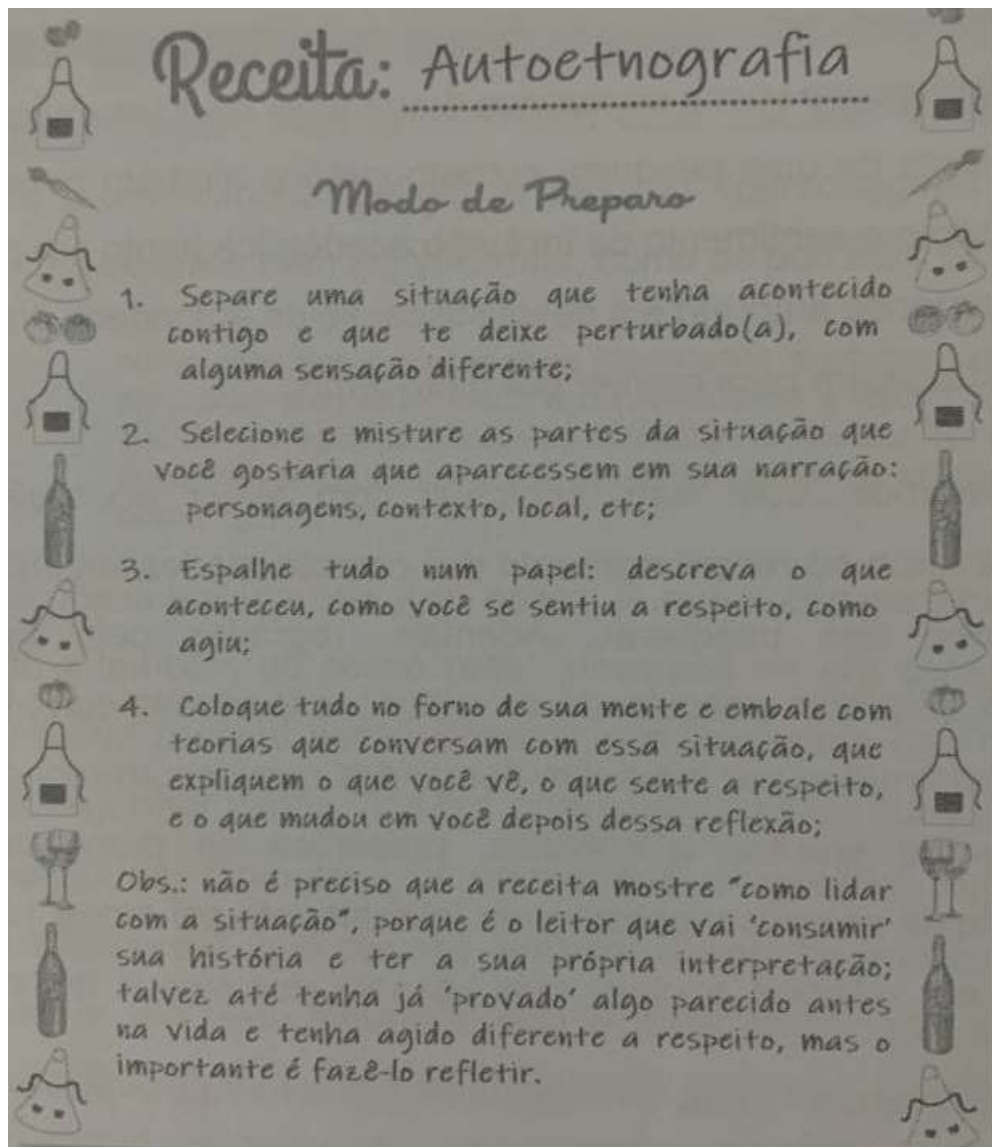 Receita: Autoetnografia
Modo de Preparo
1. Separe uma situação que tenha acontecido
contigo e que te deixe perturbado(a), com
alguma sensação diferente;
2. Selecione e misture as partes da situação que
você gostaria que aparecessem em sua narração:
personagens, contexto, local, etc;
3. Espalhe tudo num papel: descreva o que
aconteceu, como você se sentiu a respeito, como
agiu;
4. Coloque tudo no forno de sua mente e embale com
teorias que conversam com essa situação, que
expliquem o que você vê, o que sente a respeito,
e o que mudou em você depois dessa reflexão;
Obs.: não é preciso que a receita mostre "como lidar
com a situação", porque é o leitor que vai 'consumir'
sua história e ter a sua própria interpretação;
talvez até tenha já 'provado' algo parecido antes
na vida e tenha agido diferente a respeito, mas o
importante é fazê-lo refletir.